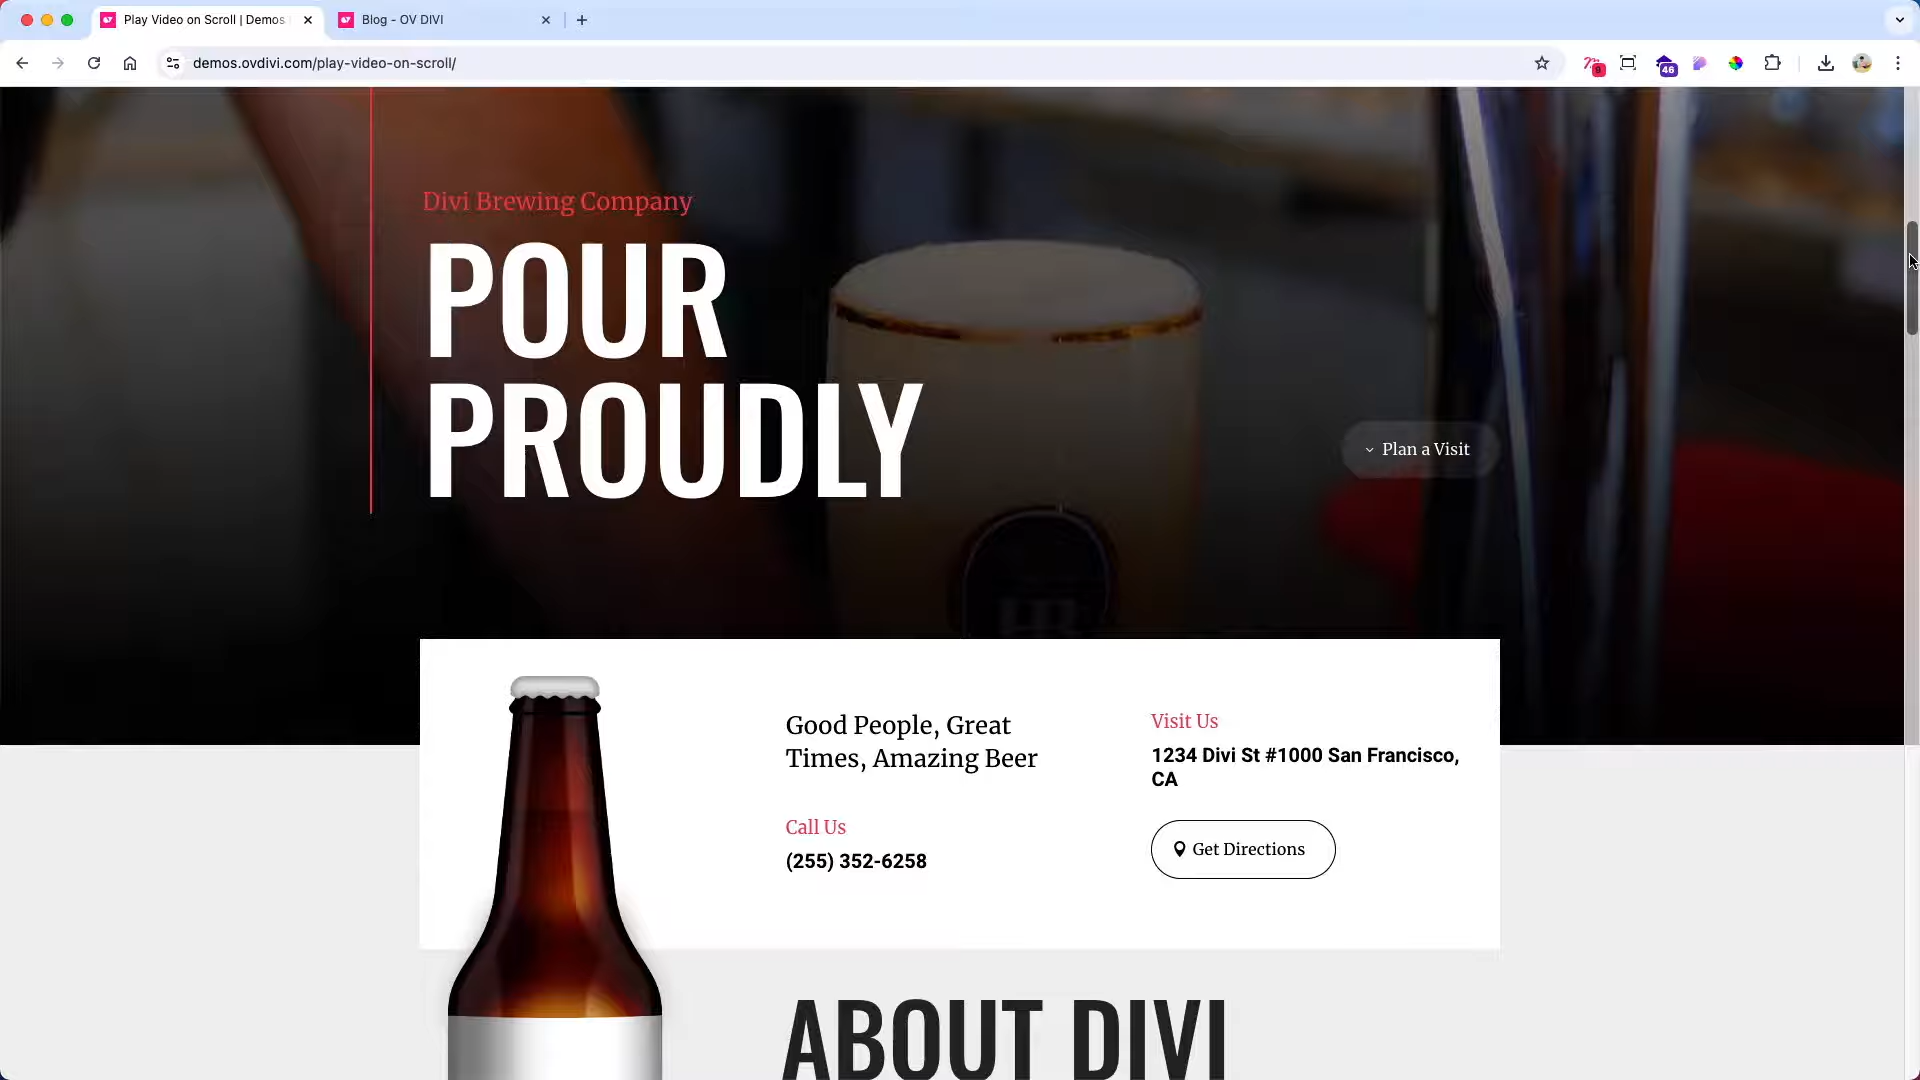 Play Video on Scroll | Demos
Blog - OV DIVI
demos.ovdivi.com/play-video-on-scroll/
46
Divi Brewing Company
POUR
PROUDLY
Plan a Visit
Good People, Great
Times, Amazing Beer
Call Us
(255) 352-6258
Visit Us
1234 Divi St #1000 San Francisco,
CA
Get Directions
ABOUT DIVI